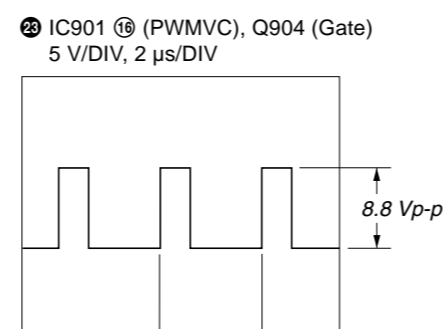 ㉓ IC901 ⑯ (PWMVC), Q904 (Gate)
5 V/DIV, 2 µs/DIV
8.8 Vp-p